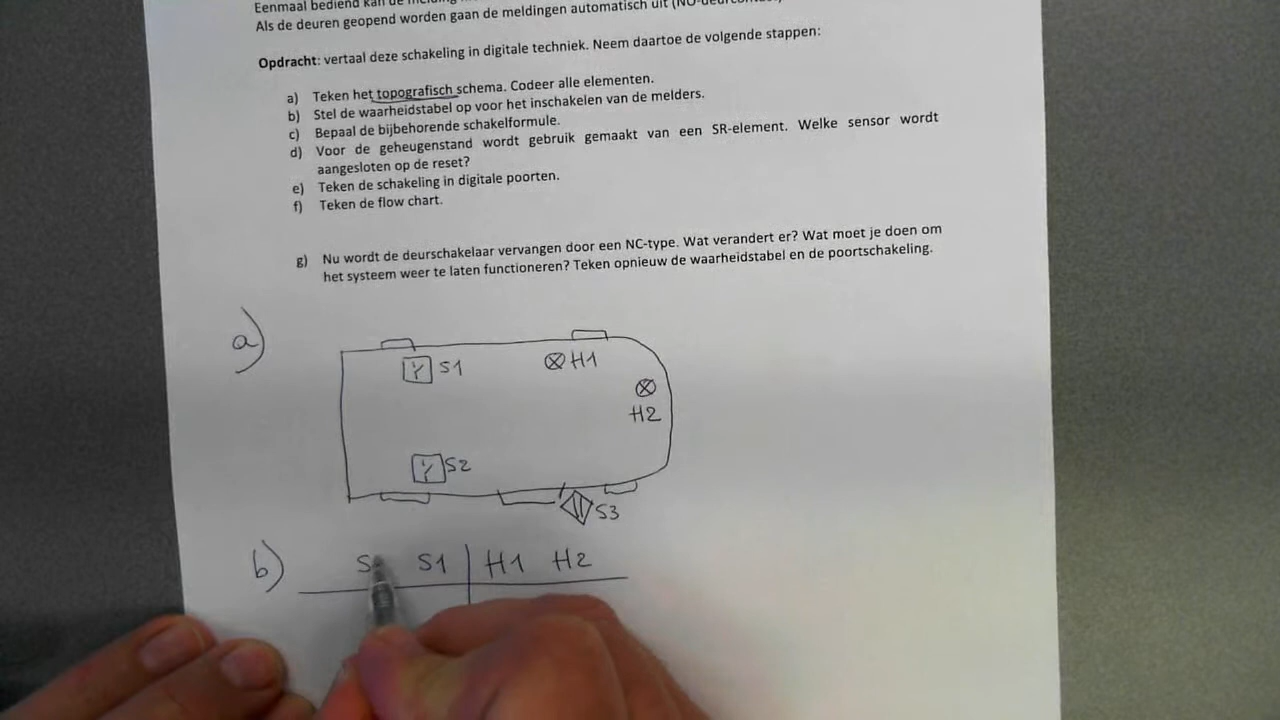 Eenmaal bediend kan de melding
Als de deuren geopend worden gaan de meldingen automatisch uit (NO-deurcontact)
Opdracht: vertaal deze schakeling in digitale techniek. Neem daartoe de volgende stappen:
a) Teken het topografisch schema. Codeer alle elementen.
b) Stel de waarheidstabel op voor het inschakelen van de melders.
c) Bepaal de bijbehorende schakelformule.
d) Voor de geheugenstand wordt gebruik gemaakt van een SR-element. Welke sensor wordt
aangesloten op de reset?
e) Teken de schakeling in digitale poorten.
f) Teken de flow chart.
g) Nu wordt de deurschakelaar vervangen door een NC-type. Wat verandert er? Wat moet je doen om
het systeem weer te laten functioneren? Teken opnieuw de waarheidstabel en de poortschakeling.
a)
S1 H1
H2
S2
S3
b) S S1 H1 H2